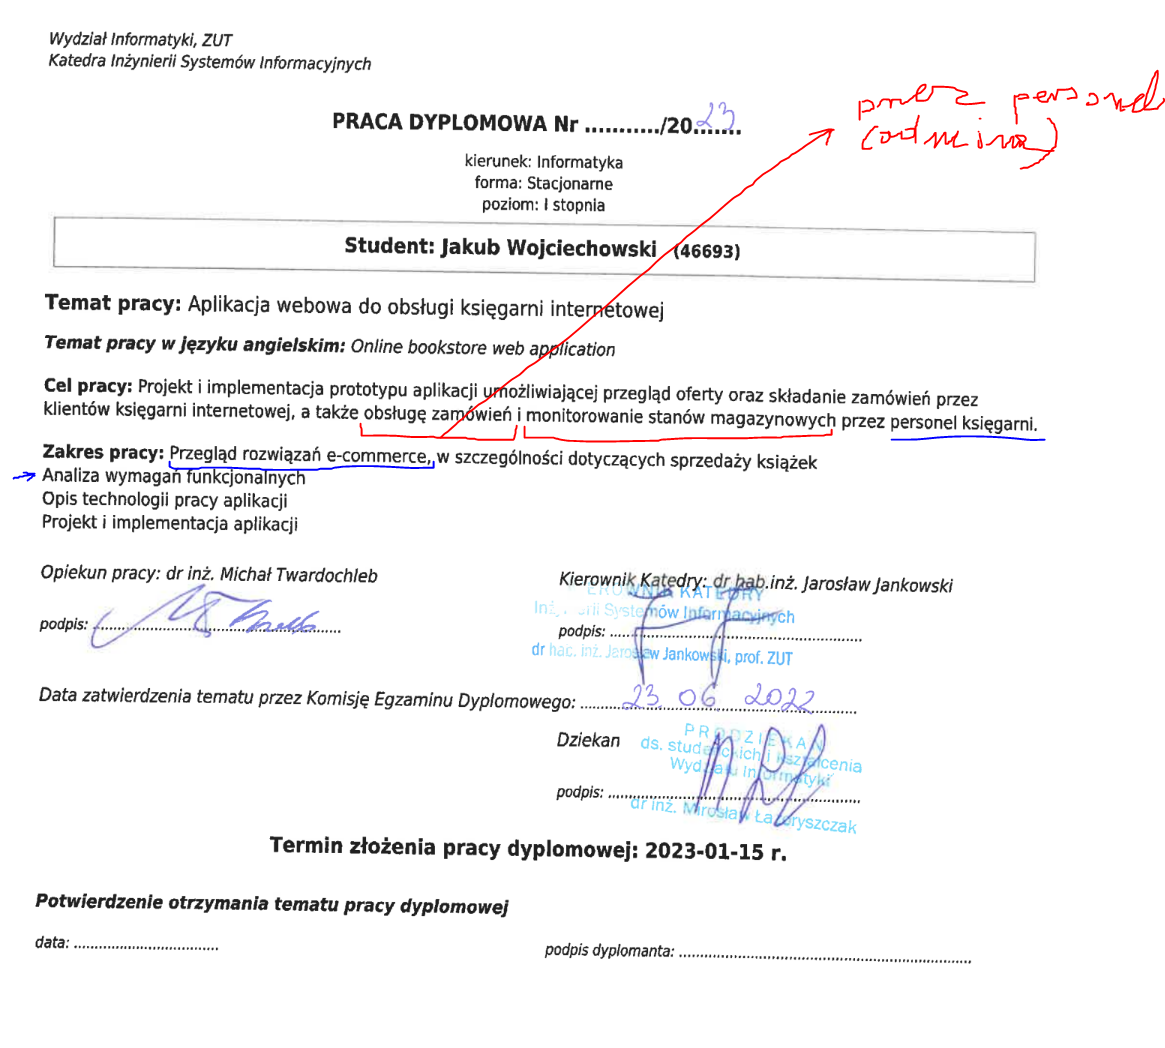 Wydział Informatyki, ZUT
Katedra Inżynierii Systemów Informacyjnych
przez personel
(admina)
PRACA DYPLOMOWA Nr .........../20 23
kierunek: Informatyka
forma: Stacjonarne
poziom: I stopnia
Student: Jakub Wojciechowski (46693)
Temat pracy: Aplikacja webowa do obsługi księgarni internetowej
Temat pracy w języku angielskim: Online bookstore web application
Cel pracy: Projekt i implementacja prototypu aplikacji umożliwiającej przegląd oferty oraz składanie zamówień przez
klientów księgarni internetowej, a także obsługę zamówień i monitorowanie stanów magazynowych przez personel księgarni.
Zakres pracy: Przegląd rozwiązań e-commerce, w szczególności dotyczących sprzedaży książek
Analiza wymagań funkcjonalnych
Opis technologii pracy aplikacji
Projekt i implementacja aplikacji
Opiekun pracy: dr inż. Michał Twardochleb
Kierownik Katedry: dr hab.inż. Jarosław Jankowski
KIEROWNIK KATEDRY
Inżynierii Systemów Informacyjnych
podpis: ..........................................................
podpis: ..........................................................
dr hab. inż. Jarosław Jankowski, prof. ZUT
Data zatwierdzenia tematu przez Komisję Egzaminu Dyplomowego: 23 06 2022
Dziekan
PRODZIEKAN
ds. studenckich i kształcenia
Wydziału Informatyki
podpis: ..........................................................
dr inż. Mirosław Łazoryszczak
Termin złożenia pracy dyplomowej: 2023-01-15 r.
Potwierdzenie otrzymania tematu pracy dyplomowej
data: ..................................
podpis dyplomanta: ....................................................................